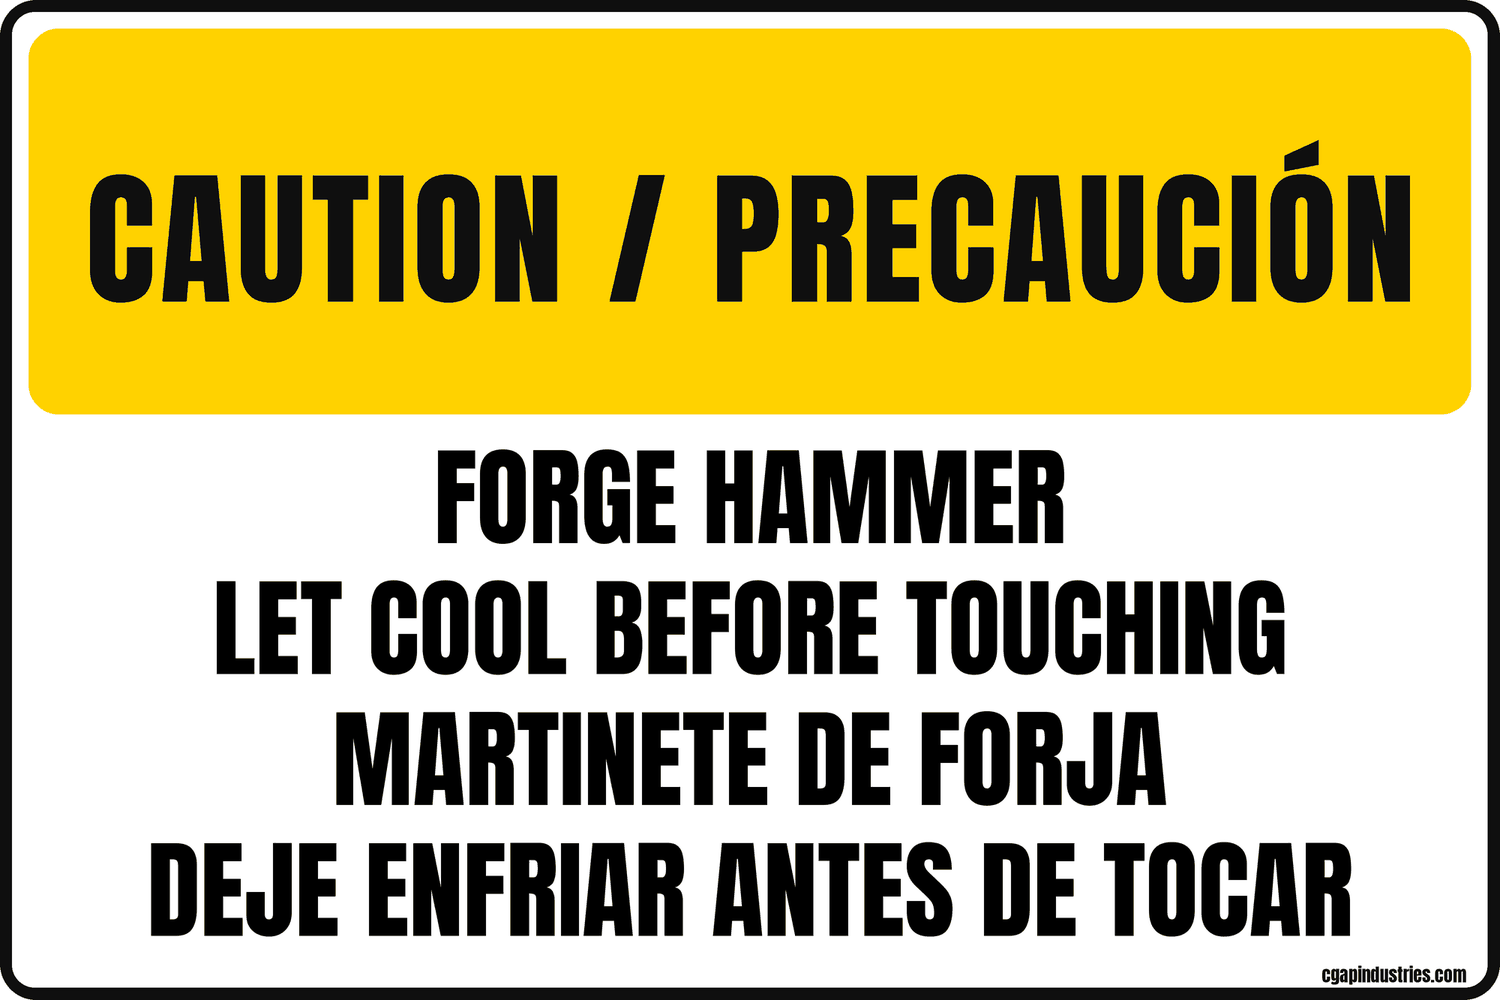 CAUTION / PRECAUCIÓN
FORGE HAMMER
LET COOL BEFORE TOUCHING
MARTINETE DE FORJA
DEJE ENFRIAR ANTES DE TOCAR
cgapindustries.com